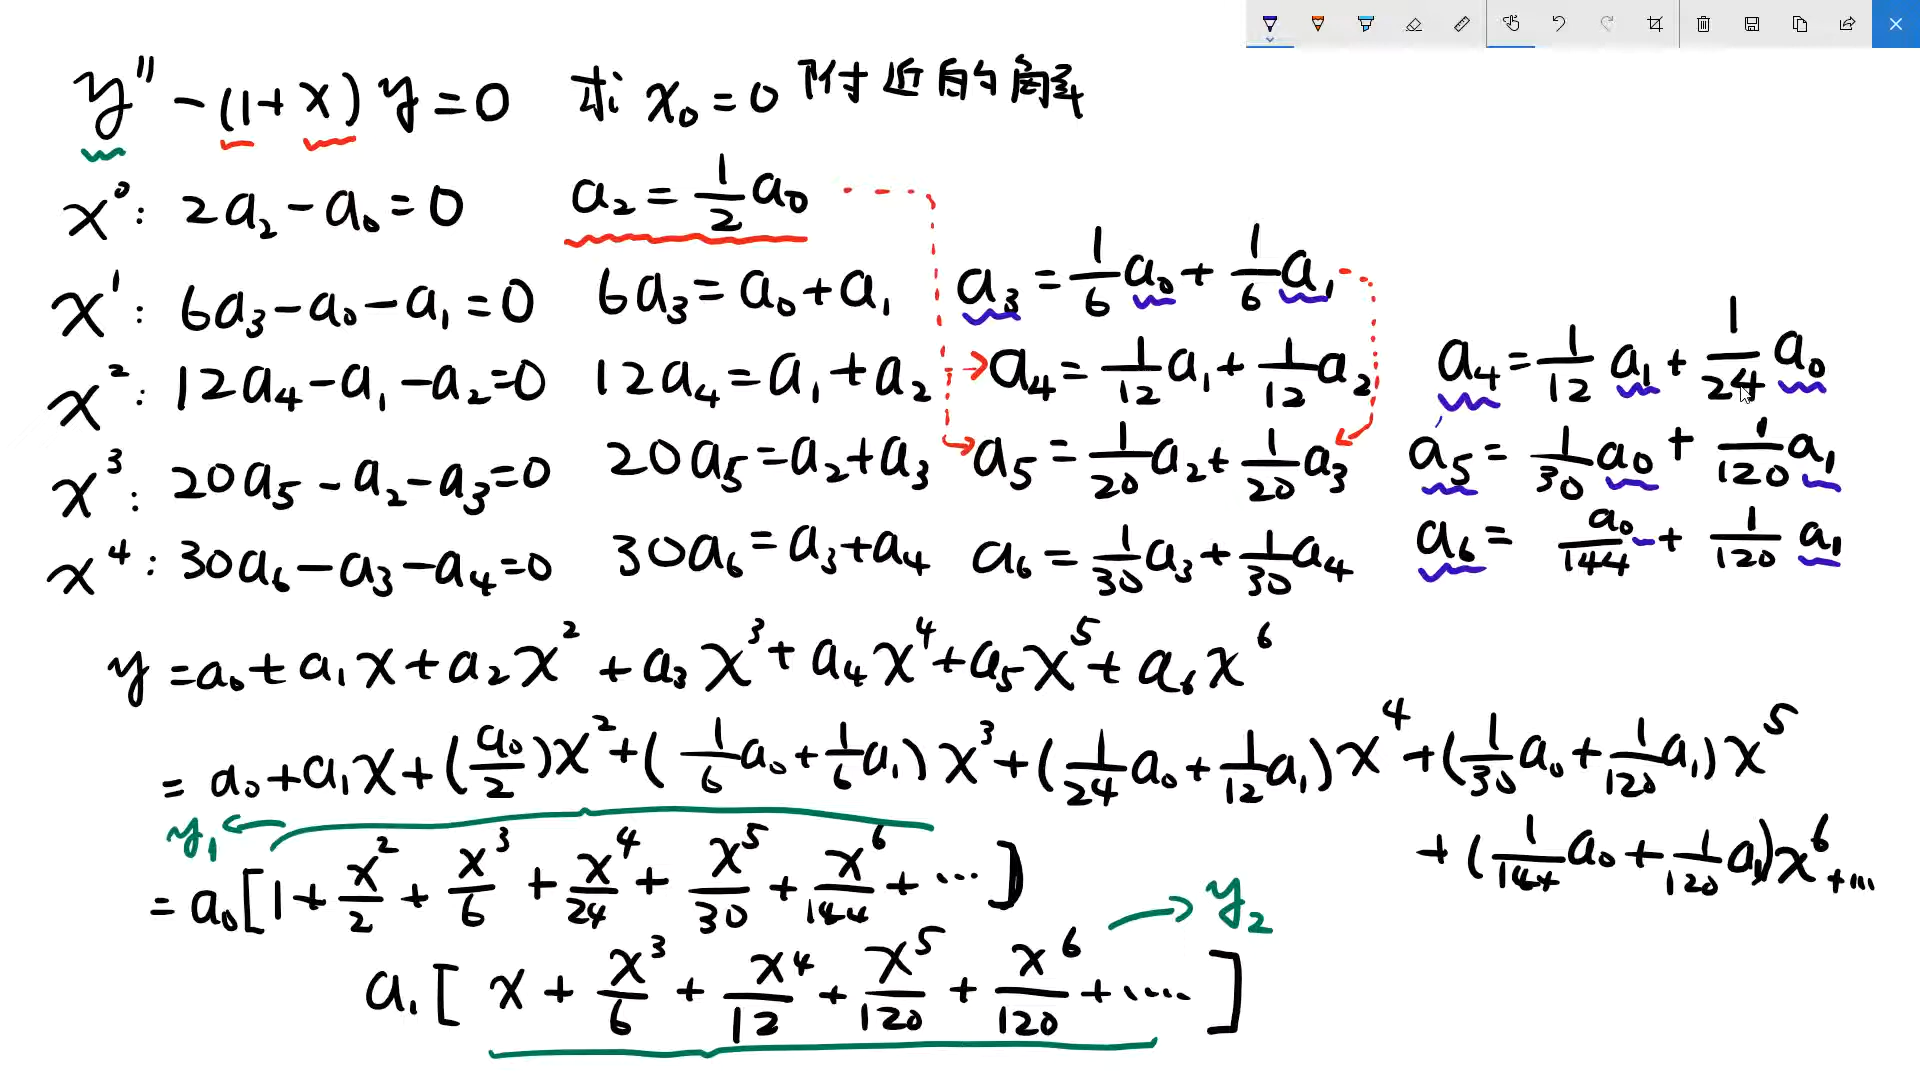 y'' - (1+x) y = 0 求 x₀ = 0 附近的解
x⁰: 2a₂ - a₀ = 0 a₂ = 1/2 a₀
x¹: 6a₃ - a₀ - a₁ = 0 6a₃ = a₀ + a₁ a₃ = 1/6 a₀ + 1/6 a₁
x²: 12a₄ - a₁ - a₂ = 0 12a₄ = a₁ + a₂ a₄ = 1/12 a₁ + 1/12 a₂ a₄ = 1/12 a₁ + 1/24 a₀
x³: 20a₅ - a₂ - a₃ = 0 20a₅ = a₂ + a₃ a₅ = 1/20 a₂ + 1/20 a₃ a₅ = 1/30 a₀ + 1/120 a₁
x⁴: 30a₆ - a₃ - a₄ = 0 30a₆ = a₃ + a₄ a₆ = 1/30 a₃ + 1/30 a₄ a₆ = a₀/144 + 1/120 a₁
y = a₀ + a₁x + a₂x² + a₃x³ + a₄x⁴ + a₅x⁵ + a₆x⁶
= a₀ + a₁x + (a₀/2)x² + (1/6 a₀ + 1/6 a₁)x³ + (1/24 a₀ + 1/12 a₁)x⁴ + (1/30 a₀ + 1/120 a₁)x⁵
+ (1/144 a₀ + 1/120 a₁)x⁶ + ...
y₁
= a₀[1 + x²/2 + x³/6 + x⁴/24 + x⁵/30 + x⁶/144 + ...]
y₂
a₁[x + x³/6 + x⁴/12 + x⁵/120 + x⁶/120 + ....]